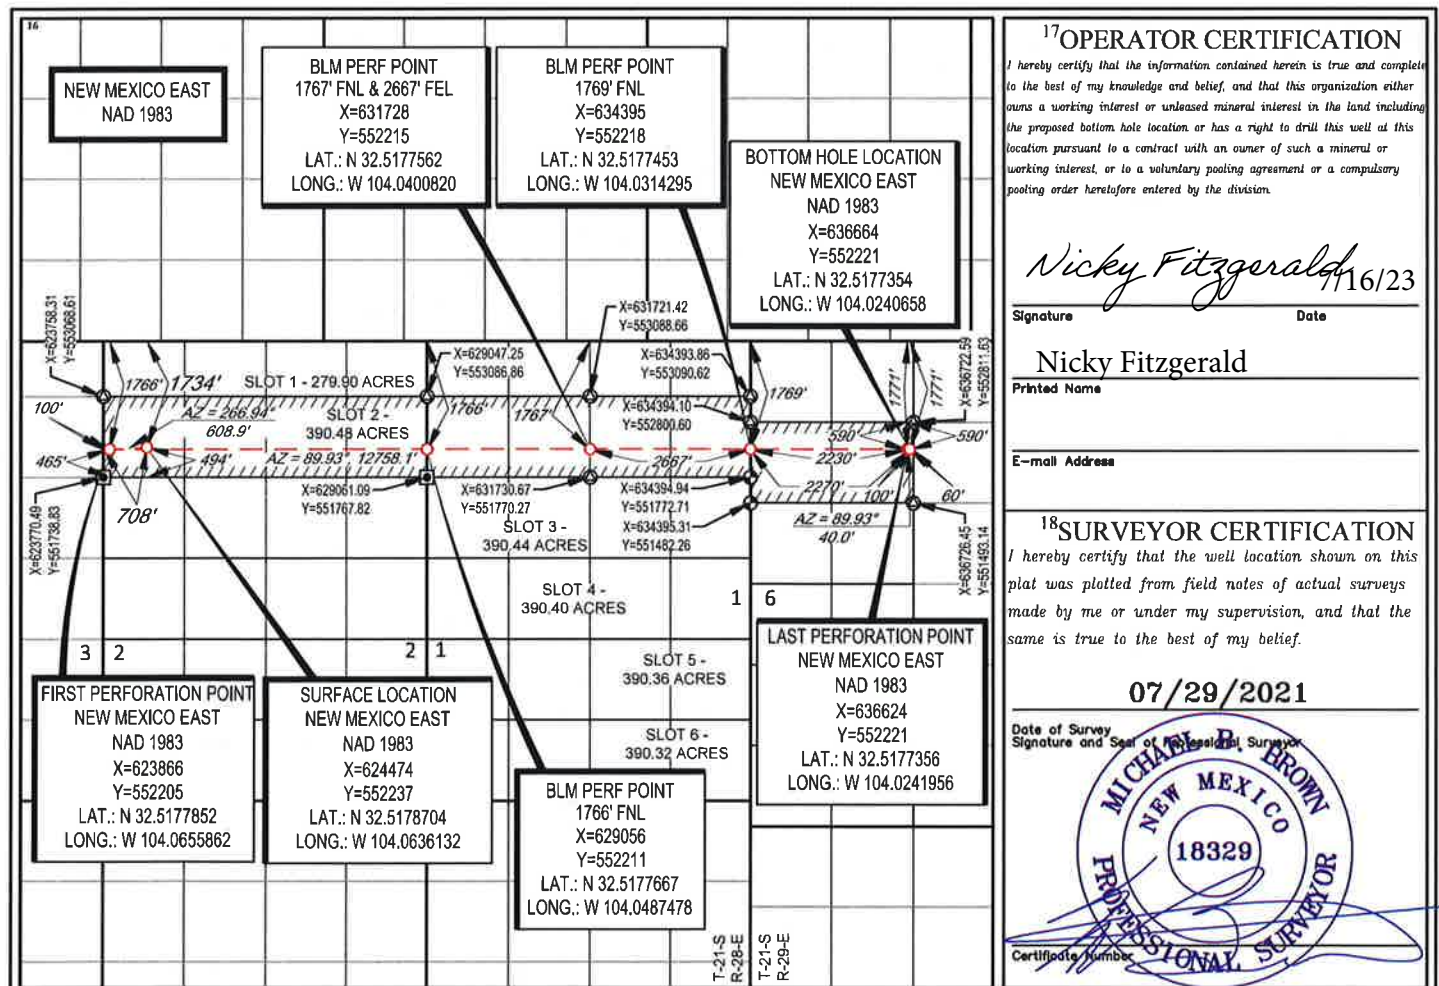 16
NEW MEXICO EAST
NAD 1983
BLM PERF POINT
1767' FNL & 2667' FEL
X=631728
Y=552215
LAT.: N 32.5177562
LONG.: W 104.0400820
BLM PERF POINT
1769' FNL
X=634395
Y=552218
LAT.: N 32.5177453
LONG.: W 104.0314295
BOTTOM HOLE LOCATION
NEW MEXICO EAST
NAD 1983
X=636664
Y=552221
LAT.: N 32.5177354
LONG.: W 104.0240658
X=623758.31
Y=553068.61
X=631721.42
Y=553088.66
X=629047.25
Y=553086.86
X=634393.86
Y=553090.62
X=636722.59
Y=552811.63
1766'
1734'
SLOT 1 - 279.90 ACRES
1766'
1767'
1769'
1771'
1771'
100'
AZ = 266.94°
608.9'
SLOT 2 -
390.48 ACRES
X=634394.10
Y=552800.60
590'
590'
465'
494'
AZ = 89.93° 12758.1'
2667'
2230'
708'
X=629061.09
Y=551767.82
X=631730.67
Y=551770.27
X=634394.94
Y=551772.71
2270'
100'
60'
X=623770.49
Y=551738.83
SLOT 3 -
390.44 ACRES
X=634395.31
Y=551482.26
AZ = 89.93°
40.0'
X=636726.45
Y=551493.14
SLOT 4 -
390.40 ACRES
1 6
3 2
2 1
SLOT 5 -
390.36 ACRES
SLOT 6 -
390.32 ACRES
FIRST PERFORATION POINT
NEW MEXICO EAST
NAD 1983
X=623866
Y=552205
LAT.: N 32.5177852
LONG.: W 104.0655862
SURFACE LOCATION
NEW MEXICO EAST
NAD 1983
X=624474
Y=552237
LAT.: N 32.5178704
LONG.: W 104.0636132
BLM PERF POINT
1766' FNL
X=629056
Y=552211
LAT.: N 32.5177667
LONG.: W 104.0487478
LAST PERFORATION POINT
NEW MEXICO EAST
NAD 1983
X=636624
Y=552221
LAT.: N 32.5177356
LONG.: W 104.0241956
T-21-S
R-28-E
T-21-S
R-29-E
17OPERATOR CERTIFICATION
I hereby certify that the information contained herein is true and complete
to the best of my knowledge and belief, and that this organization either
owns a working interest or unleased mineral interest in the land including
the proposed bottom hole location or has a right to drill this well at this
location pursuant to a contract with an owner of such a mineral or
working interest, or to a voluntary pooling agreement or a compulsory
pooling order heretofore entered by the division.
Nicky Fitzgerald 7/16/23
Signature Date
Nicky Fitzgerald
Printed Name
E-mail Address
18SURVEYOR CERTIFICATION
I hereby certify that the well location shown on this
plat was plotted from field notes of actual surveys
made by me or under my supervision, and that the
same is true to the best of my belief.
07/29/2021
Date of Survey
Signature and Seal of Professional Surveyor
MICHAEL B. BROWN
NEW MEXICO
18329
PROFESSIONAL SURVEYOR
Certificate Number